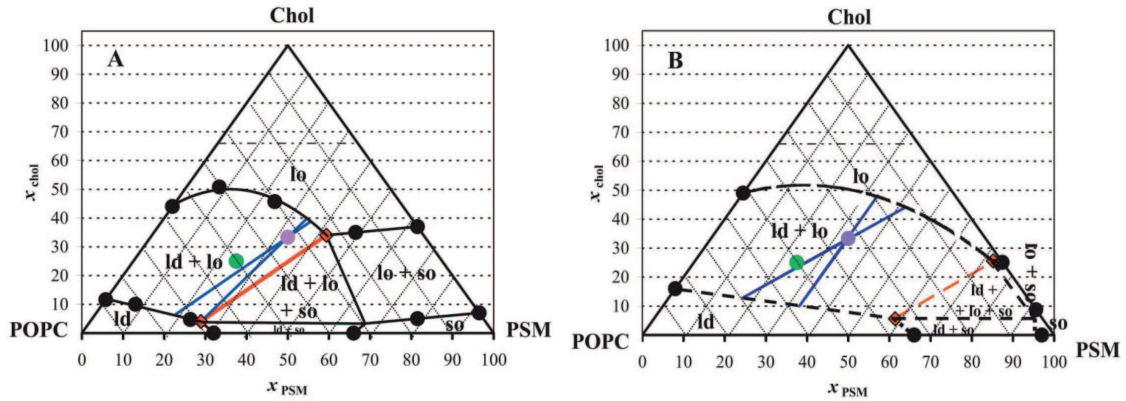 Chol
A
100
90
80
70
60
50
40
30
20
10
0
x chol
lo
ld + lo
ld + lo
+ so
lo + so
ld
ld + so
so
POPC
PSM
0 10 20 30 40 50 60 70 80 90 100
x PSM
Chol
B
100
90
80
70
60
50
40
30
20
10
0
x chol
lo
ld + lo
lo + so
ld +
+ lo + so
ld
ld + so
so
POPC
PSM
0 10 20 30 40 50 60 70 80 90 100
x PSM